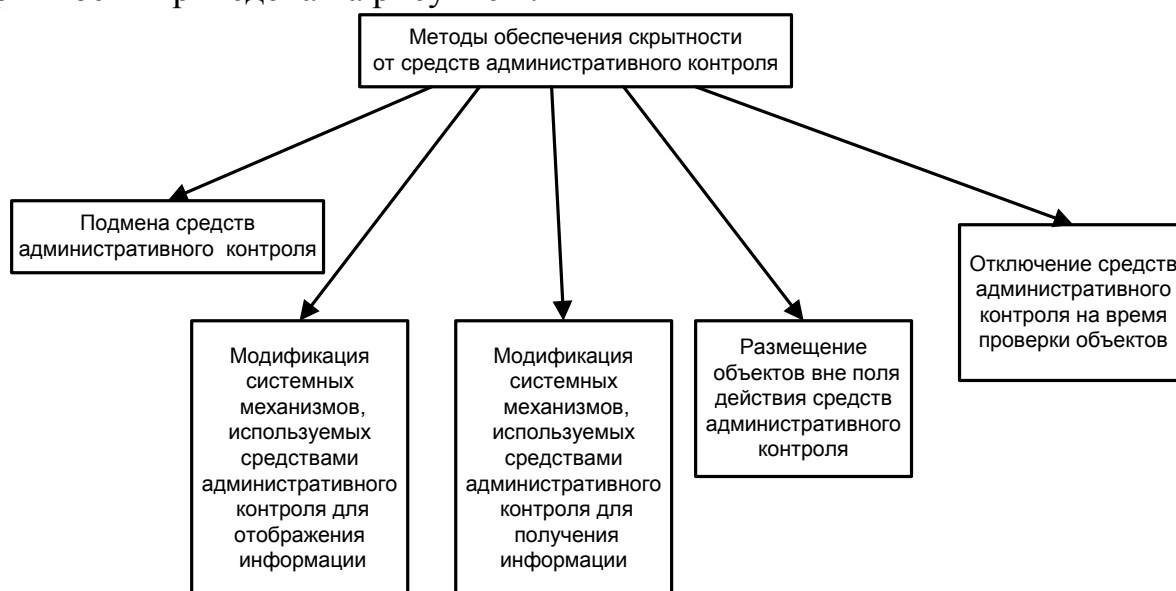 Методы обеспечения скрытности
от средств административного контроля
Подмена средств
административного контроля
Модификация
системных
механизмов,
используемых
средствами
административного
контроля для
отображения
информации
Модификация
системных
механизмов,
используемых
средствами
административного
контроля для
получения
информации
Размещение
объектов вне поля
действия средств
административного
контроля
Отключение средств
административного
контроля на время
проверки объектов